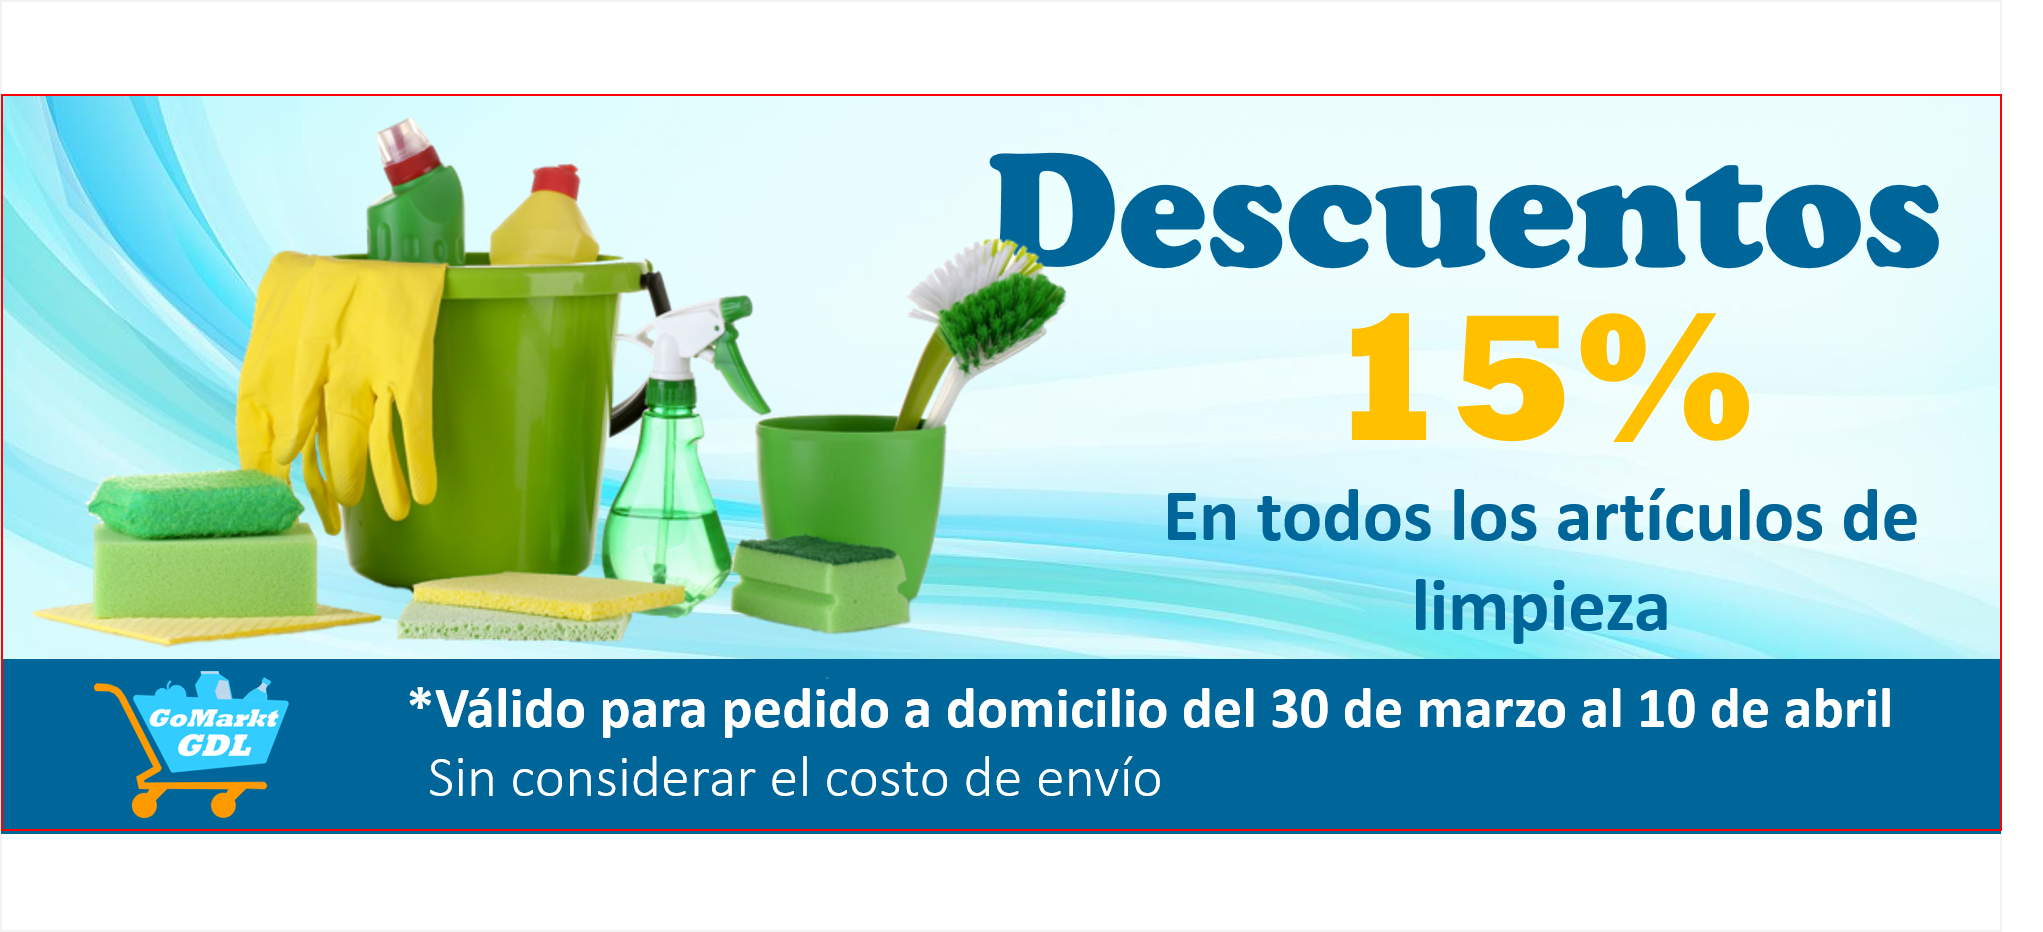 Descuentos
15%
En todos los artículos de
limpieza
GoMarkt
GDL
*Válido para pedido a domicilio del 30 de marzo al 10 de abril
Sin considerar el costo de envío